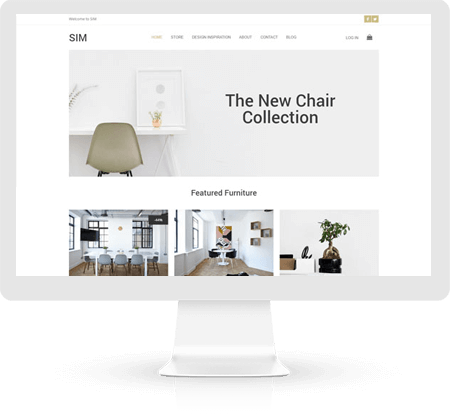 Welcome to SIM
SIM
HOME STORE DESIGN INSPIRATION ABOUT CONTACT BLOG LOG IN
The New Chair
Collection
Featured Furniture